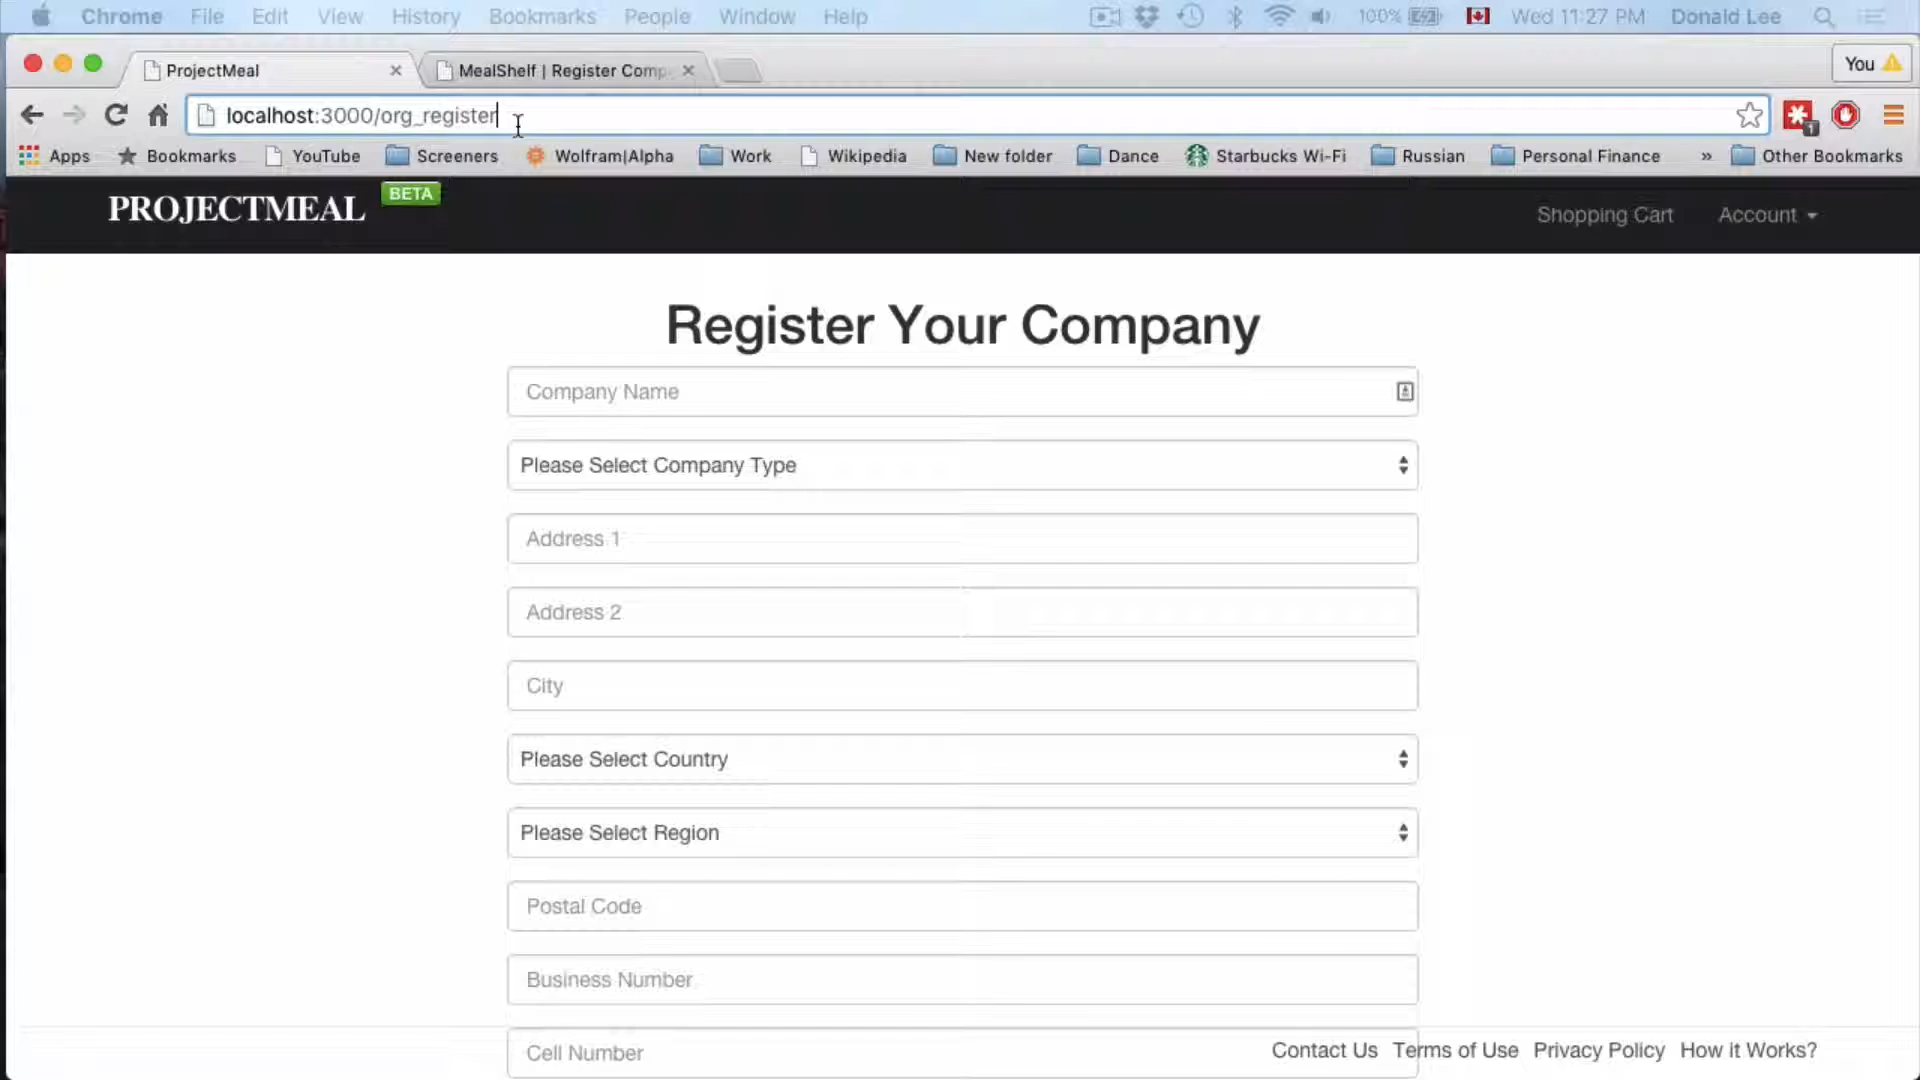 Chrome File Edit View History Bookmarks People Window Help 100% Wed 11:27 PM Donald Lee
ProjectMeal MealShelf | Register Comp You
localhost:3000/org_register
Apps Bookmarks YouTube Screeners Wolfram|Alpha Work Wikipedia New folder Dance Starbucks Wi-Fi Russian Personal Finance » Other Bookmarks
PROJECTMEAL BETA Shopping Cart Account
Register Your Company
Company Name
Please Select Company Type
Address 1
Address 2
City
Please Select Country
Please Select Region
Postal Code
Business Number
Cell Number
Contact Us Terms of Use Privacy Policy How it Works?